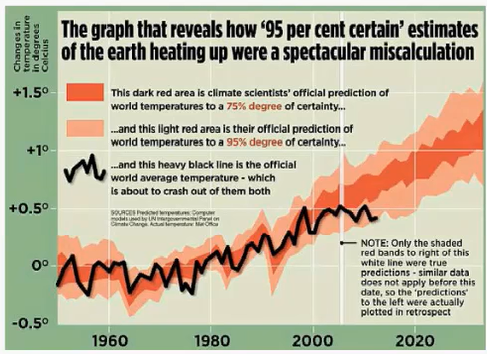 Changes in
temperature
in degrees
Celcius
The graph that reveals how ‘95 per cent certain’ estimates
of the earth heating up were a spectacular miscalculation
This dark red area is climate scientists’ official prediction of
world temperatures to a 75% degree of certainty...
...and this light red area is their official prediction of
world temperatures to a 95% degree of certainty...
...and this heavy black line is the official
world average temperature - which
is about to crash out of them both
SOURCES Predicted temperatures: Computer
models used by UN Intergovernmental Panel on
Climate Change. Actual temperature: Met Office
+1.5°
+1°
+0.5°
0°
-0.5°
NOTE: Only the shaded
red bands to right of this
white line were true
predictions - similar data
does not apply before this
date, so the ‘predictions’
to the left were actually
plotted in retrospect
1960
1980
2000
2020